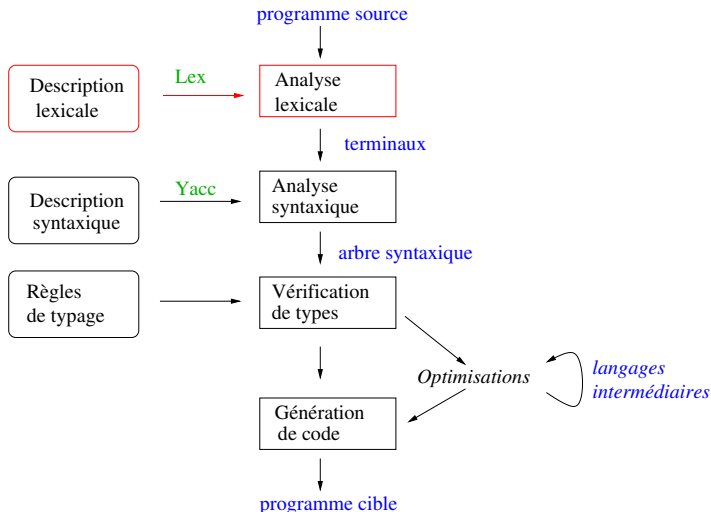 programme source
Lex
Description
lexicale
Analyse
lexicale
terminaux
Yacc
Description
syntaxique
Analyse
syntaxique
arbre syntaxique
Règles
de typage
Vérification
de types
Optimisations
langages
intermédiaires
Génération
de code
programme cible